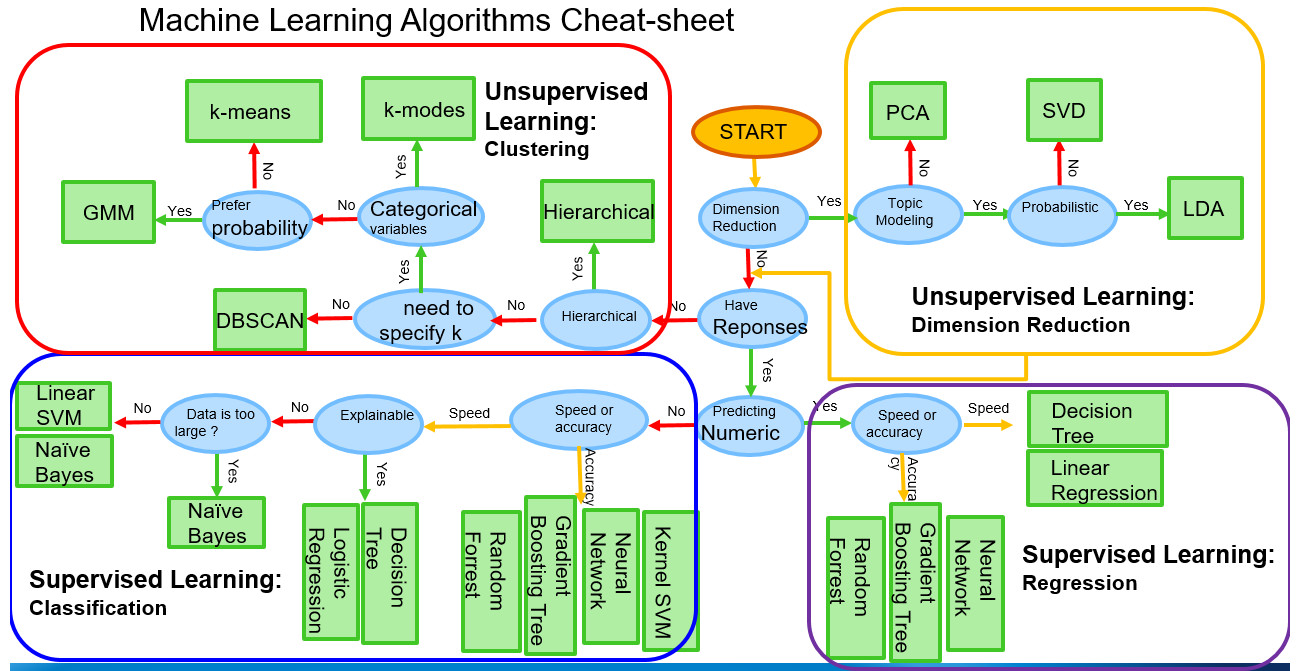 Machine Learning Algorithms Cheat-sheet
k-means
k-modes
Unsupervised
Learning:
Clustering
No
Yes
GMM
Yes
Prefer
probability
No
Categorical
variables
Hierarchical
Yes
Yes
DBSCAN
No
need to
specify k
No
Hierarchical
No
START
Dimension
Reduction
Yes
No
Have
Reponses
Yes
PCA
SVD
No
No
Topic
Modeling
Yes
Probabilistic
Yes
LDA
Unsupervised Learning:
Dimension Reduction
Linear
SVM
Naïve
Bayes
No
Data is too
large ?
No
Explainable
Speed
Speed or
accuracy
No
Predicting
Numeric
Yes
Speed or
accuracy
Speed
Decision
Tree
Linear
Regression
Yes
Naïve
Bayes
Yes
Logistic
Regression
Decision
Tree
Accuracy
Random
Forrest
Gradient
Boosting Tree
Neural
Network
Kernel SVM
Supervised Learning:
Classification
Accura
cy
Random
Forrest
Gradient
Boosting Tree
Neural
Network
Supervised Learning:
Regression